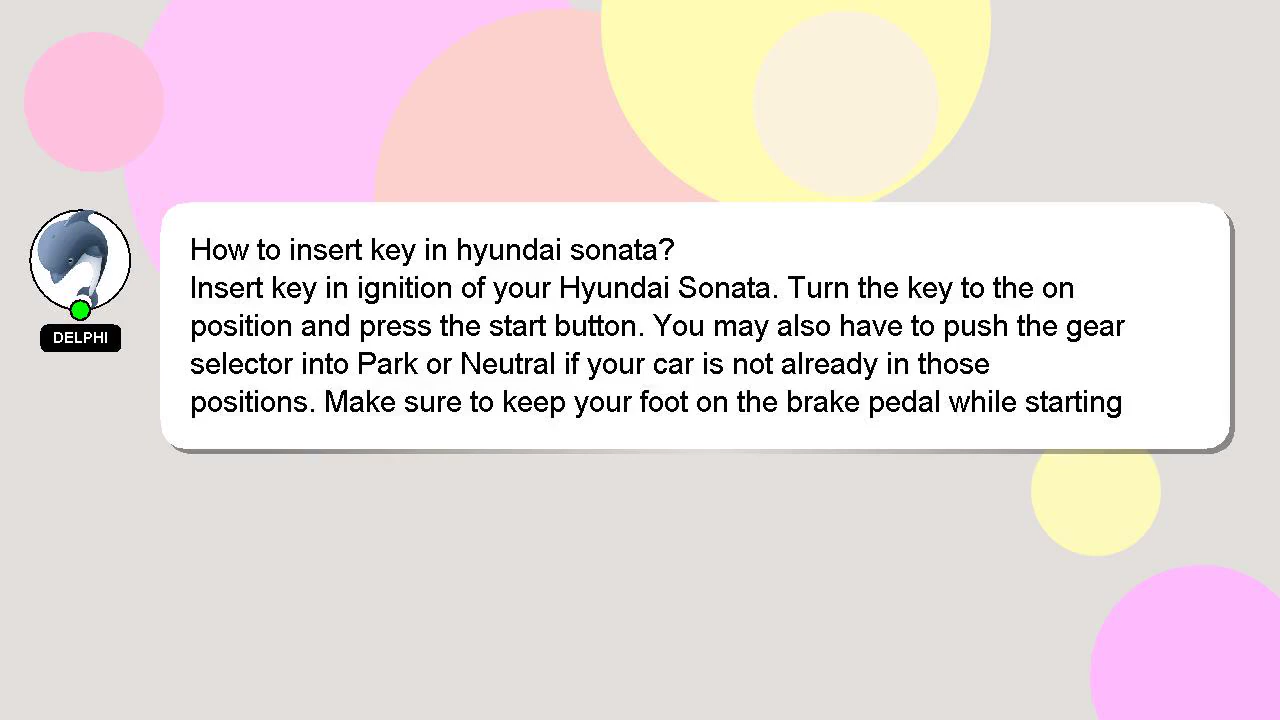 How to insert key in hyundai sonata?
Insert key in ignition of your Hyundai Sonata. Turn the key to the on
position and press the start button. You may also have to push the gear
selector into Park or Neutral if your car is not already in those
positions. Make sure to keep your foot on the brake pedal while starting
DELPHI